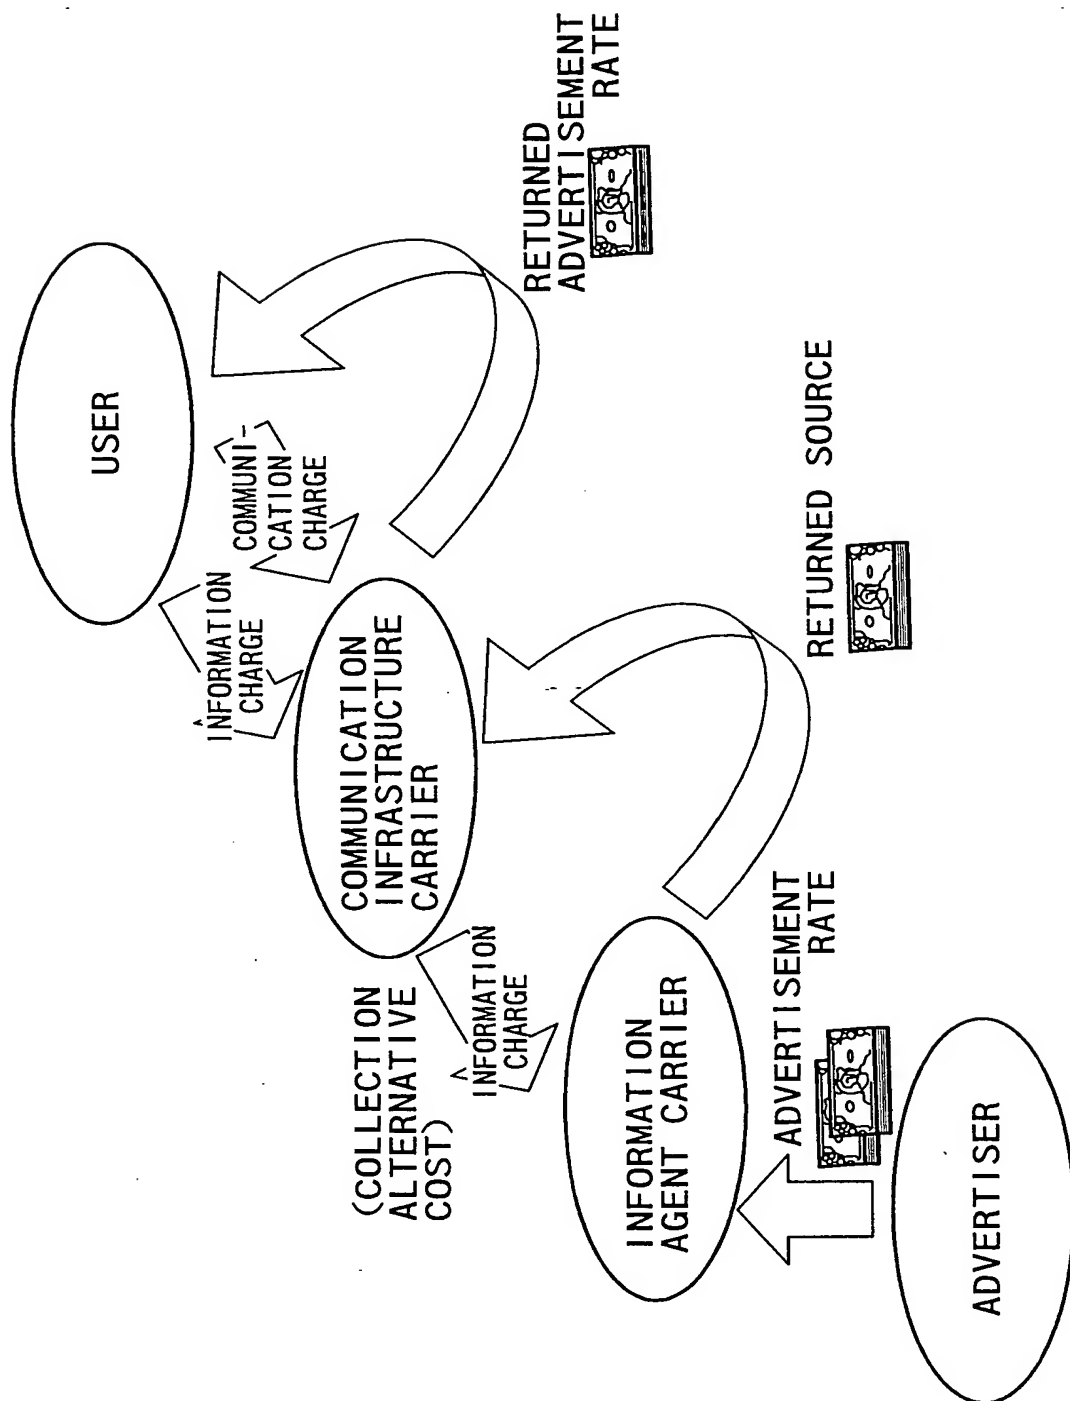 USER
INFORMATION
CHARGE
COMMUNI-
CATION
CHARGE
RETURNED
ADVERTISEMENT
RATE
COMMUNICATION
INFRASTRUCTURE
CARRIER
(COLLECTION
ALTERNATIVE
COST)
INFORMATION
CHARGE
RETURNED SOURCE
INFORMATION
AGENT CARRIER
ADVERTISEMENT
RATE
ADVERTISER